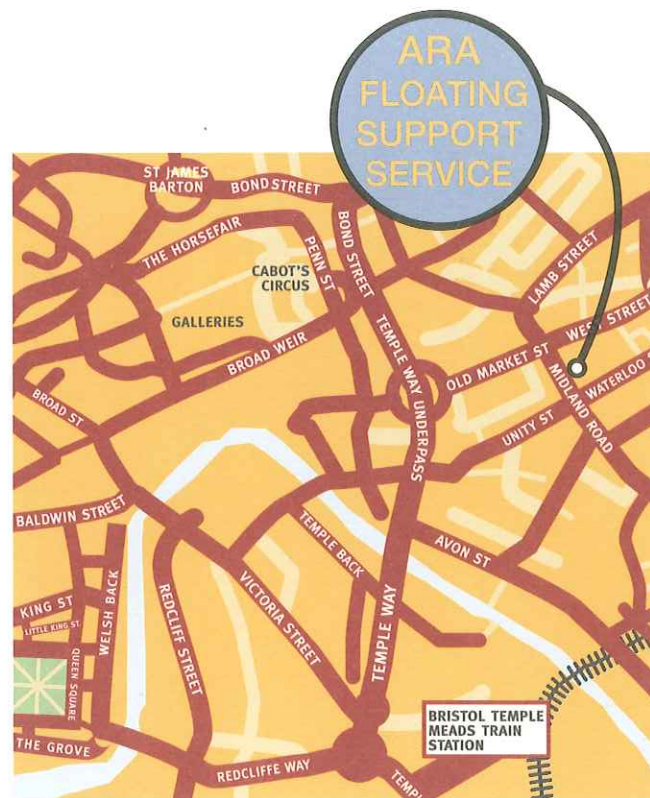 ARA
FLOATING
SUPPORT
SERVICE
ST JAMES
BARTON
BOND STREET
THE HORSEFAIR
PENN ST
BOND STREET
LAMB STREET
CABOT'S
CIRCUS
GALLERIES
WEST STREET
BROAD WEIR
TEMPLE WAY UNDERPASS
OLD MARKET ST
MIDLAND ROAD
WATERLOO
BROAD ST
UNITY ST
BALDWIN STREET
TEMPLE BACK
AVON ST
KING ST
LITTLE KING ST.
WELSH BACK
REDCLIFF STREET
VICTORIA STREET
TEMPLE WAY
QUEEN SQUARE
BRISTOL TEMPLE
MEADS TRAIN
STATION
THE GROVE
REDCLIFFE WAY